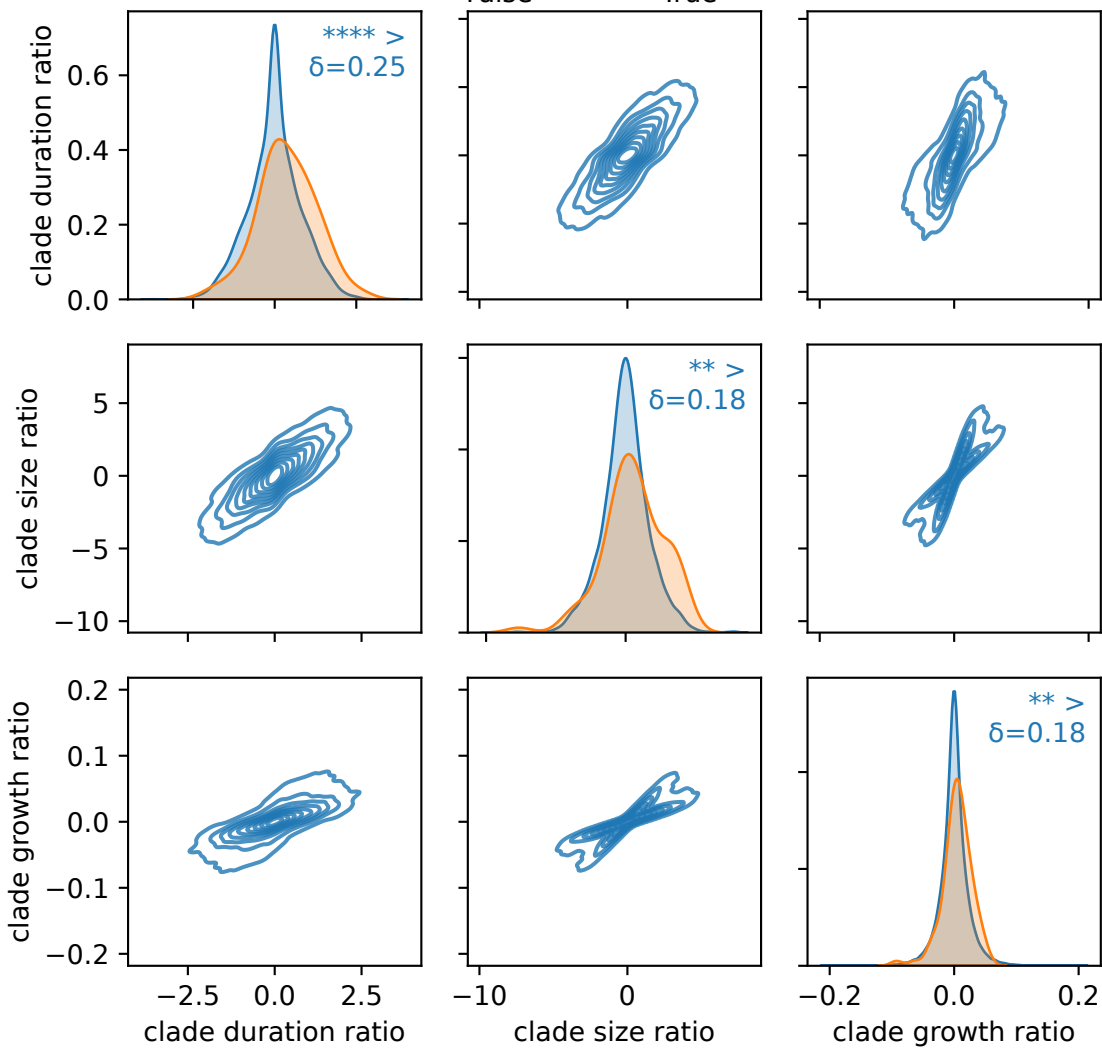 clade duration ratio
0.6
0.4
0.2
0.0
**** >
δ=0.25
clade size ratio
5
0
−5
−10
** >
δ=0.18
clade growth ratio
0.2
0.1
0.0
−0.1
−0.2
** >
δ=0.18
−2.5 0.0 2.5
−10 0
−0.2 0.0 0.2
clade duration ratio
clade size ratio
clade growth ratio